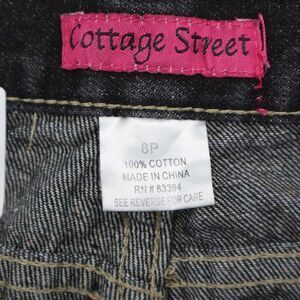 Cottage Street
8P
100% COTTON
MADE IN CHINA
RN # 83394
SEE REVERSE FOR CARE